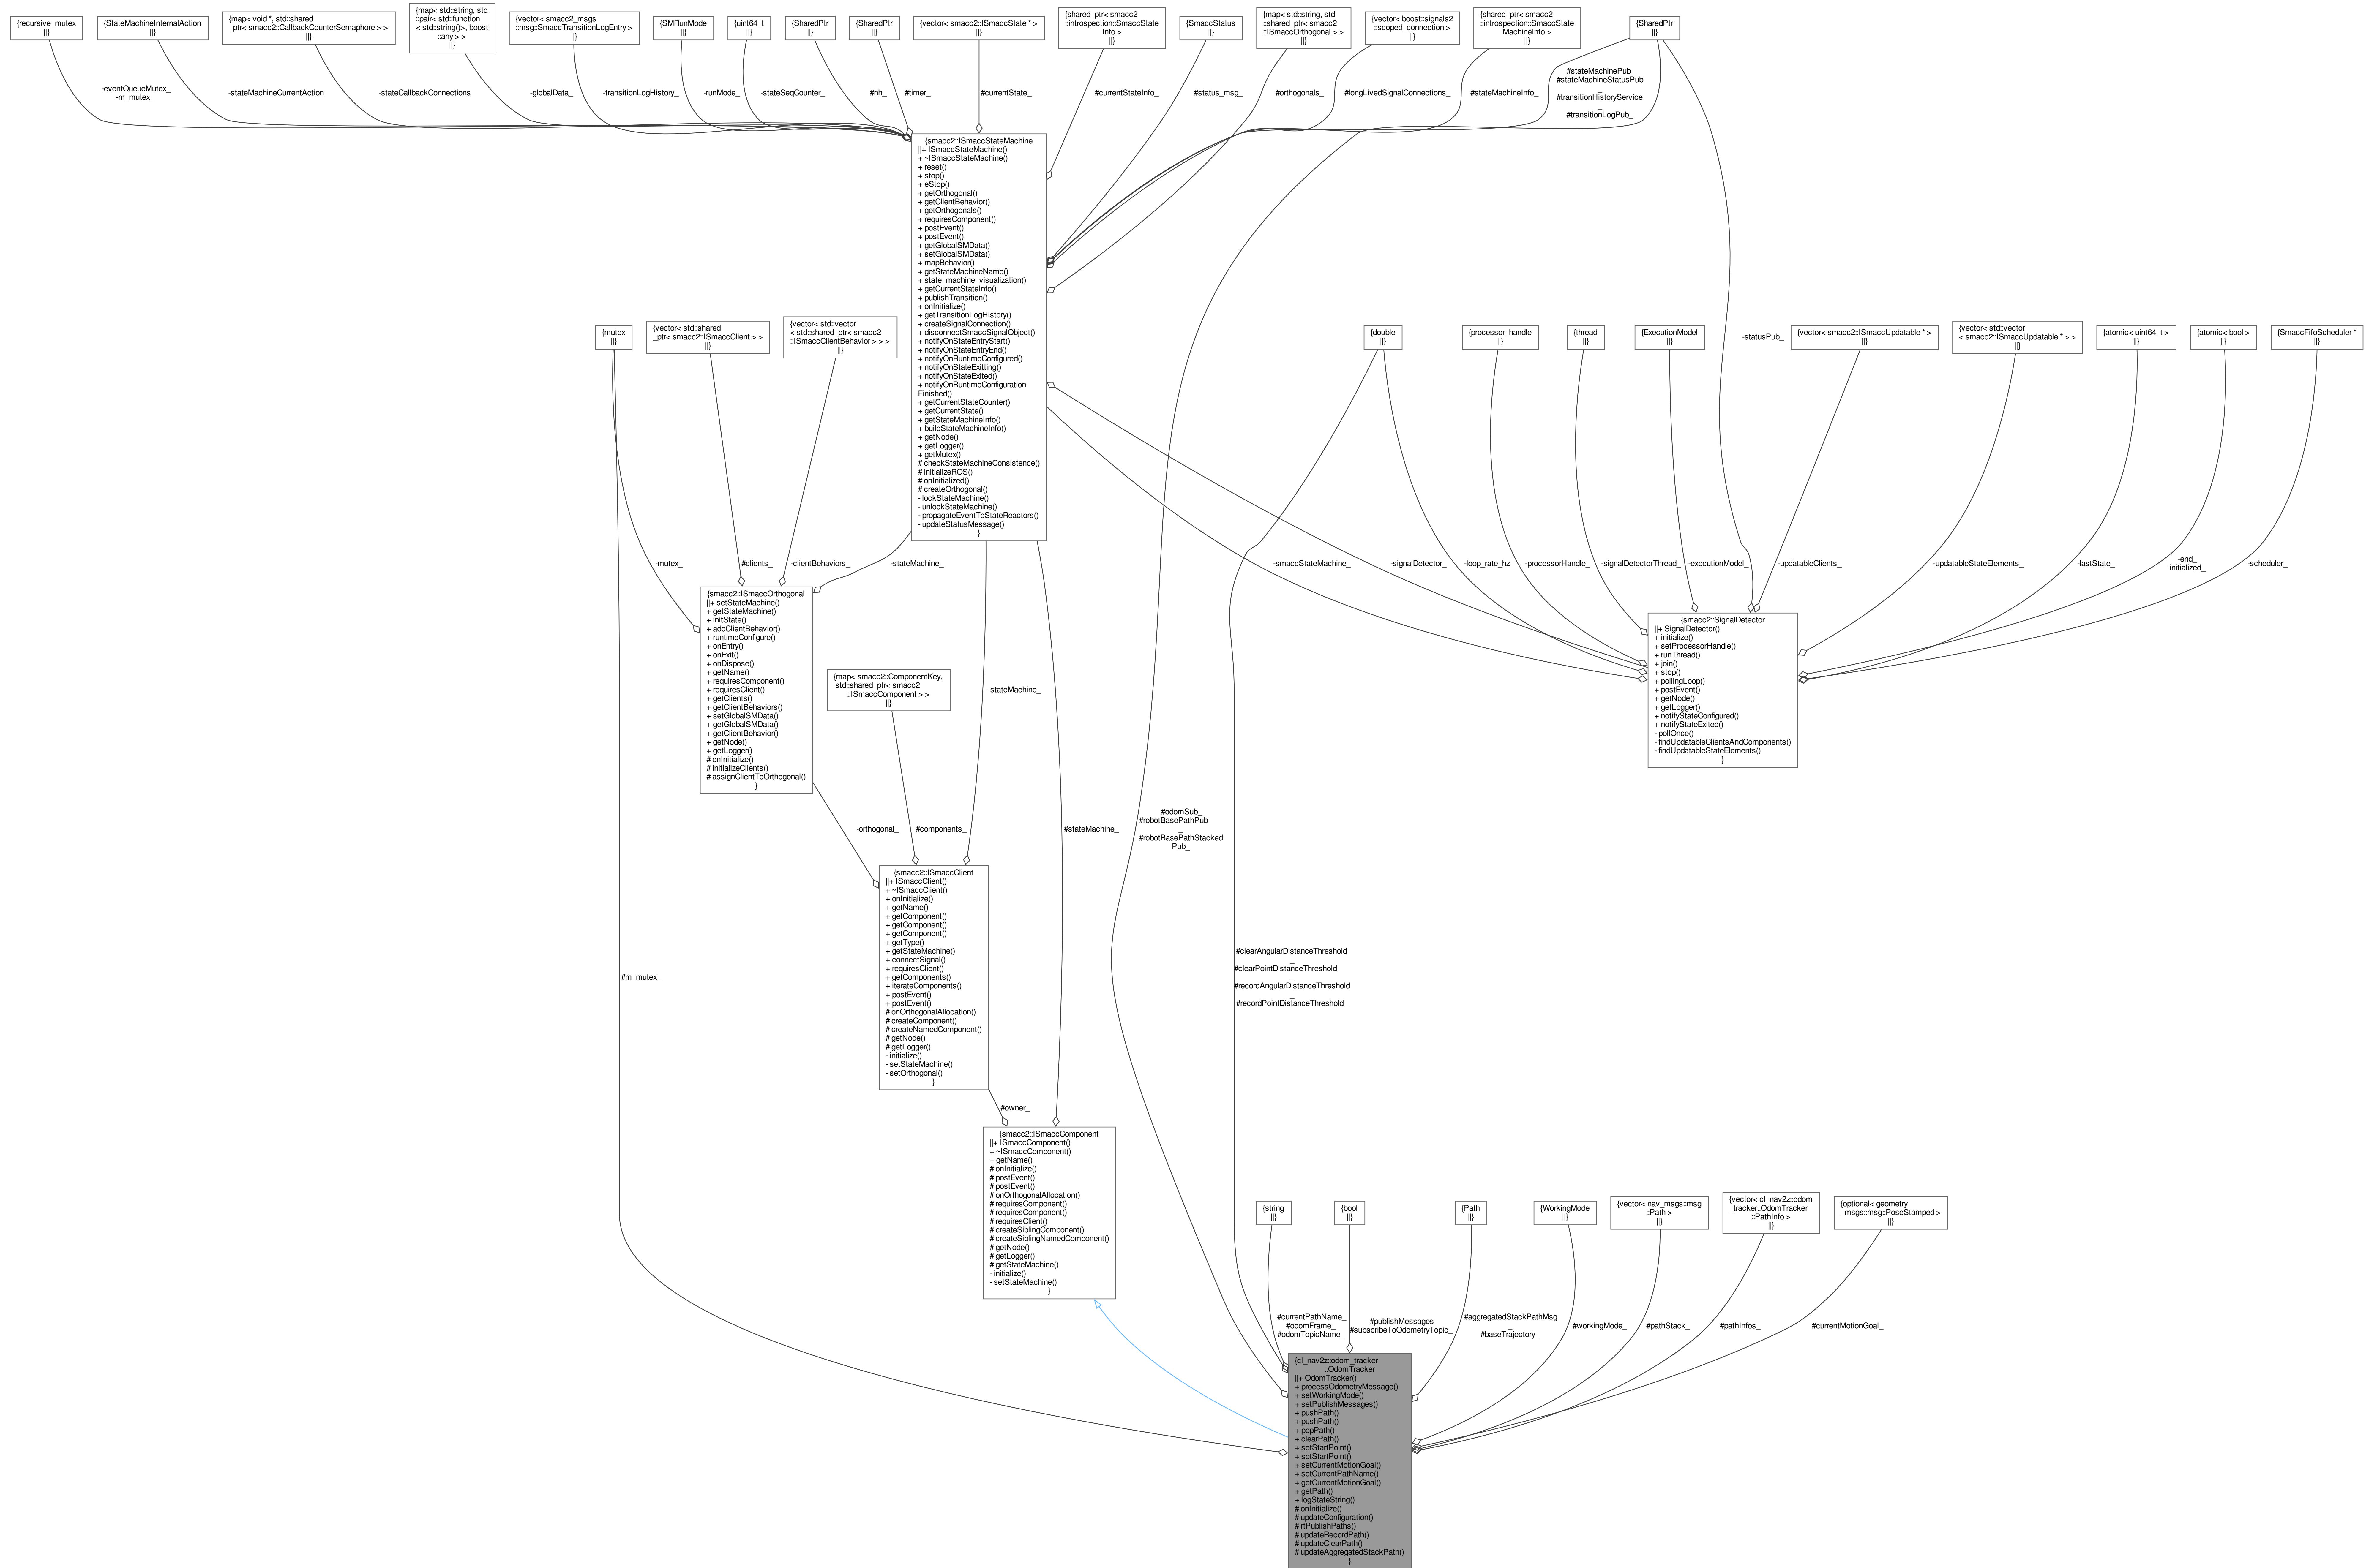 {recursive_mutex
||}
{StateMachineInternalAction
||}
{map< void *, std::shared
_ptr< smacc2::CallbackCounterSemaphore > >
||}
{map< std::string, std
::pair< std::function
< std::string()>, boost
::any > >
||}
{vector< smacc2_msgs
::msg::SmaccTransitionLogEntry >
||}
{SMRunMode
||}
{uint64_t
||}
{SharedPtr
||}
{SharedPtr
||}
{vector< smacc2::ISmaccState * >
||}
{shared_ptr< smacc2
::introspection::SmaccState
Info >
||}
{SmaccStatus
||}
{map< std::string, std
::shared_ptr< smacc2
::ISmaccOrthogonal > >
||}
{vector< boost::signals2
::scoped_connection >
||}
{shared_ptr< smacc2
::introspection::SmaccState
MachineInfo >
||}
{SharedPtr
||}
-eventQueueMutex_
-m_mutex_
-stateMachineCurrentAction
-stateCallbackConnections
-globalData_
-transitionLogHistory_
-runMode_
-stateSeqCounter_
#nh_
#timer_
#currentState_
#currentStateInfo_
#status_msg_
#orthogonals_
#longLivedSignalConnections_
#stateMachineInfo_
#stateMachinePub_
#stateMachineStatusPub
_
#transitionHistoryService
_
#transitionLogPub_
{smacc2::ISmaccStateMachine
||+ ISmaccStateMachine()
+ ~ISmaccStateMachine()
+ reset()
+ stop()
+ eStop()
+ getOrthogonal()
+ getClientBehavior()
+ getOrthogonals()
+ requiresComponent()
+ postEvent()
+ postEvent()
+ getGlobalSMData()
+ setGlobalSMData()
+ mapBehavior()
+ getStateMachineName()
+ state_machine_visualization()
+ getCurrentStateInfo()
+ publishTransition()
+ onInitialize()
+ getTransitionLogHistory()
+ createSignalConnection()
+ disconnectSmaccSignalObject()
+ notifyOnStateEntryStart()
+ notifyOnStateEntryEnd()
+ notifyOnRuntimeConfigured()
+ notifyOnStateExitting()
+ notifyOnStateExited()
+ notifyOnRuntimeConfiguration
Finished()
+ getCurrentStateCounter()
+ getCurrentState()
+ getStateMachineInfo()
+ buildStateMachineInfo()
+ getNode()
+ getLogger()
+ getMutex()
# checkStateMachineConsistence()
# initializeROS()
# onInitialized()
# createOrthogonal()
- lockStateMachine()
- unlockStateMachine()
- propagateEventToStateReactors()
- updateStatusMessage()
}
{mutex
||}
{vector< std::shared
_ptr< smacc2::ISmaccClient > >
||}
{vector< std::vector
< std::shared_ptr< smacc2
::ISmaccClientBehavior > > >
||}
{double
||}
{processor_handle
||}
{thread
||}
{ExecutionModel
||}
-statusPub_
{vector< smacc2::ISmaccUpdatable * >
||}
{vector< std::vector
< smacc2::ISmaccUpdatable * > >
||}
{atomic< uint64_t >
||}
{atomic< bool >
||}
{SmaccFifoScheduler *
||}
-mutex_
#clients_
-clientBehaviors_
-stateMachine_
-smaccStateMachine_
-signalDetector_
-loop_rate_hz
-processorHandle_
-signalDetectorThread_
-executionModel_
-updatableClients_
-updatableStateElements_
-lastState_
-end_
-initialized_
-scheduler_
{smacc2::ISmaccOrthogonal
||+ setStateMachine()
+ getStateMachine()
+ initState()
+ addClientBehavior()
+ runtimeConfigure()
+ onEntry()
+ onExit()
+ onDispose()
+ getName()
+ requiresComponent()
+ requiresClient()
+ getClients()
+ getClientBehaviors()
+ setGlobalSMData()
+ getGlobalSMData()
+ getClientBehavior()
+ getNode()
+ getLogger()
# onInitialize()
# initializeClients()
# assignClientToOrthogonal()
}
{smacc2::SignalDetector
||+ SignalDetector()
+ initialize()
+ setProcessorHandle()
+ runThread()
+ join()
+ stop()
+ pollingLoop()
+ postEvent()
+ getNode()
+ getLogger()
+ notifyStateConfigured()
+ notifyStateExited()
- pollOnce()
- findUpdatableClientsAndComponents()
- findUpdatableStateElements()
}
{map< smacc2::ComponentKey,
std::shared_ptr< smacc2
::ISmaccComponent > >
||}
-stateMachine_
-orthogonal_
#components_
#stateMachine_
#odomSub_
#robotBasePathPub
_
#robotBasePathStacked
Pub_
{smacc2::ISmaccClient
||+ ISmaccClient()
+ ~ISmaccClient()
+ onInitialize()
+ getName()
+ getComponent()
+ getComponent()
+ getComponent()
+ getType()
+ getStateMachine()
+ connectSignal()
+ requiresClient()
+ getComponents()
+ iterateComponents()
+ postEvent()
+ postEvent()
# onOrthogonalAllocation()
# createComponent()
# createNamedComponent()
# getNode()
# getLogger()
- initialize()
- setStateMachine()
- setOrthogonal()
}
#m_mutex_
#clearAngularDistanceThreshold
_
#clearPointDistanceThreshold
_
#recordAngularDistanceThreshold
_
#recordPointDistanceThreshold_
#owner_
{smacc2::ISmaccComponent
||+ ISmaccComponent()
+ ~ISmaccComponent()
+ getName()
# onInitialize()
# postEvent()
# postEvent()
# onOrthogonalAllocation()
# requiresComponent()
# requiresComponent()
# requiresClient()
# createSiblingComponent()
# createSiblingNamedComponent()
# getNode()
# getLogger()
# getStateMachine()
- initialize()
- setStateMachine()
}
{string
||}
{bool
||}
{Path
||}
{WorkingMode
||}
{vector< nav_msgs::msg
::Path >
||}
{vector< cl_nav2z::odom
_tracker::OdomTracker
::PathInfo >
||}
{optional< geometry
_msgs::msg::PoseStamped >
||}
#currentPathName_
#odomFrame_
#odomTopicName_
#publishMessages
#subscribeToOdometryTopic_
#aggregatedStackPathMsg
_
#baseTrajectory_
#workingMode_
#pathStack_
#pathInfos_
#currentMotionGoal_
{cl_nav2z::odom_tracker
::OdomTracker
||+ OdomTracker()
+ processOdometryMessage()
+ setWorkingMode()
+ setPublishMessages()
+ pushPath()
+ pushPath()
+ popPath()
+ clearPath()
+ setStartPoint()
+ setStartPoint()
+ setCurrentMotionGoal()
+ setCurrentPathName()
+ getCurrentMotionGoal()
+ getPath()
+ logStateString()
# onInitialize()
# updateConfiguration()
# rtPublishPaths()
# updateRecordPath()
# updateClearPath()
# updateAggregatedStackPath()
}